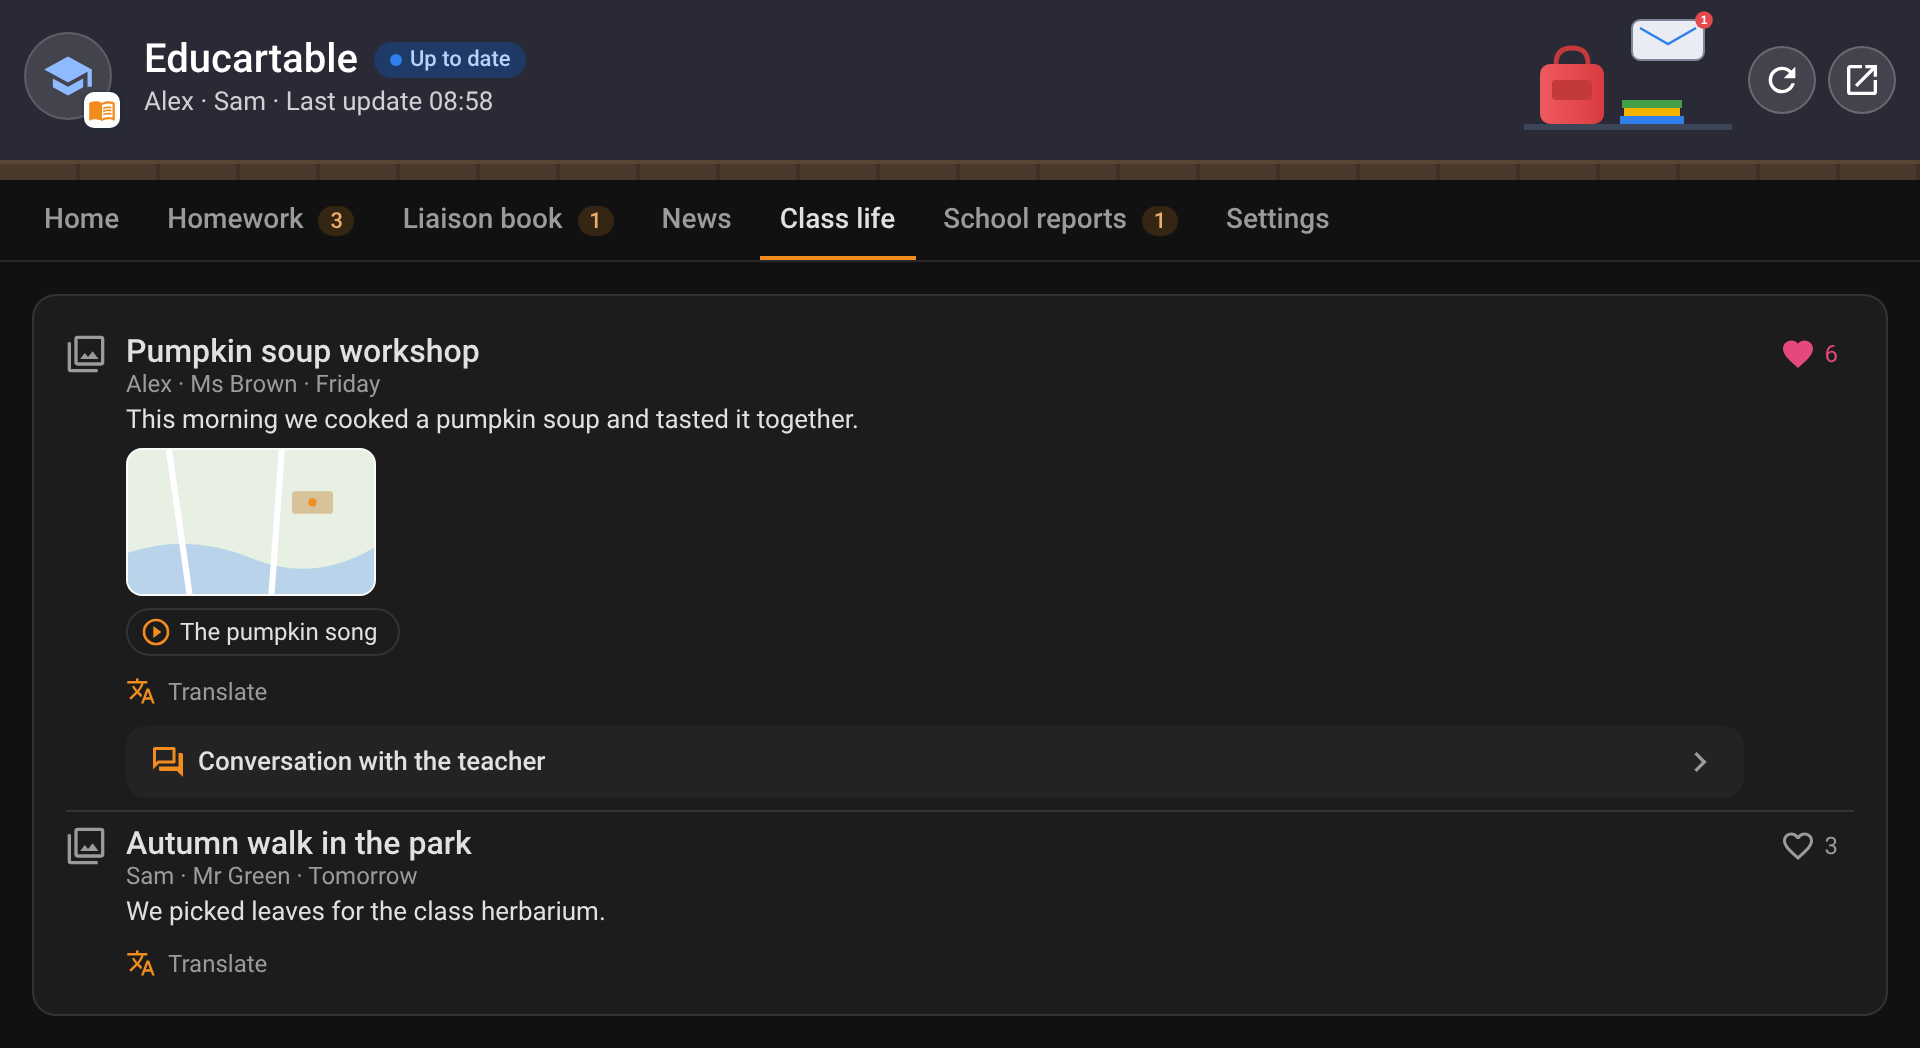 Educartable
Up to date
Alex · Sam · Last update 08:58
1
Home
Homework 3
Liaison book 1
News
Class life
School reports 1
Settings
Pumpkin soup workshop
6
Alex · Ms Brown · Friday
This morning we cooked a pumpkin soup and tasted it together.
The pumpkin song
Translate
Conversation with the teacher
Autumn walk in the park
3
Sam · Mr Green · Tomorrow
We picked leaves for the class herbarium.
Translate